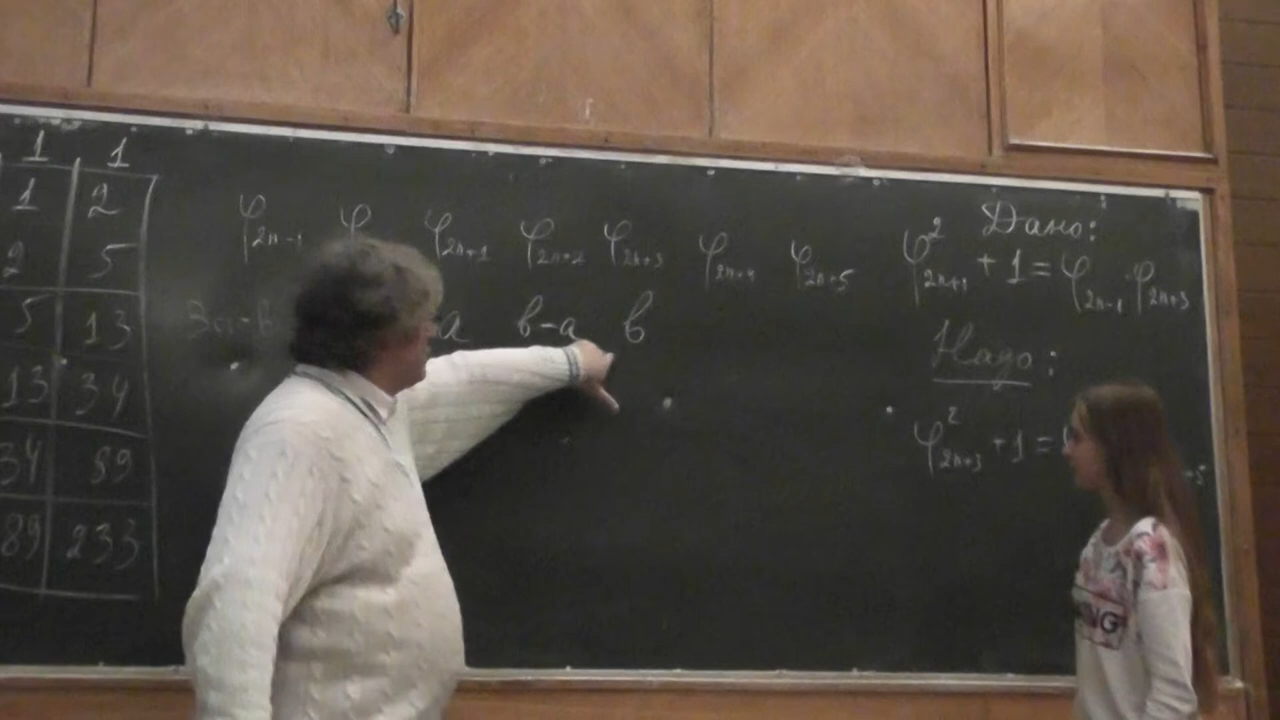 1 1
1 2
2 5
5 13
13 34
34 89
89 233
φ₂ₙ₋₁ φ φ₂ₙ₊₁ φ₂ₙ₊₂ φ₂ₙ₊₃ φ₂ₙ₊₄ φ₂ₙ₊₅
a в-a в
Дано:
φ²₂ₙ₊₁ + 1 = φ₂ₙ₋₁ · φ₂ₙ₊₃
Надо:
φ²₂ₙ₊₃ + 1 =